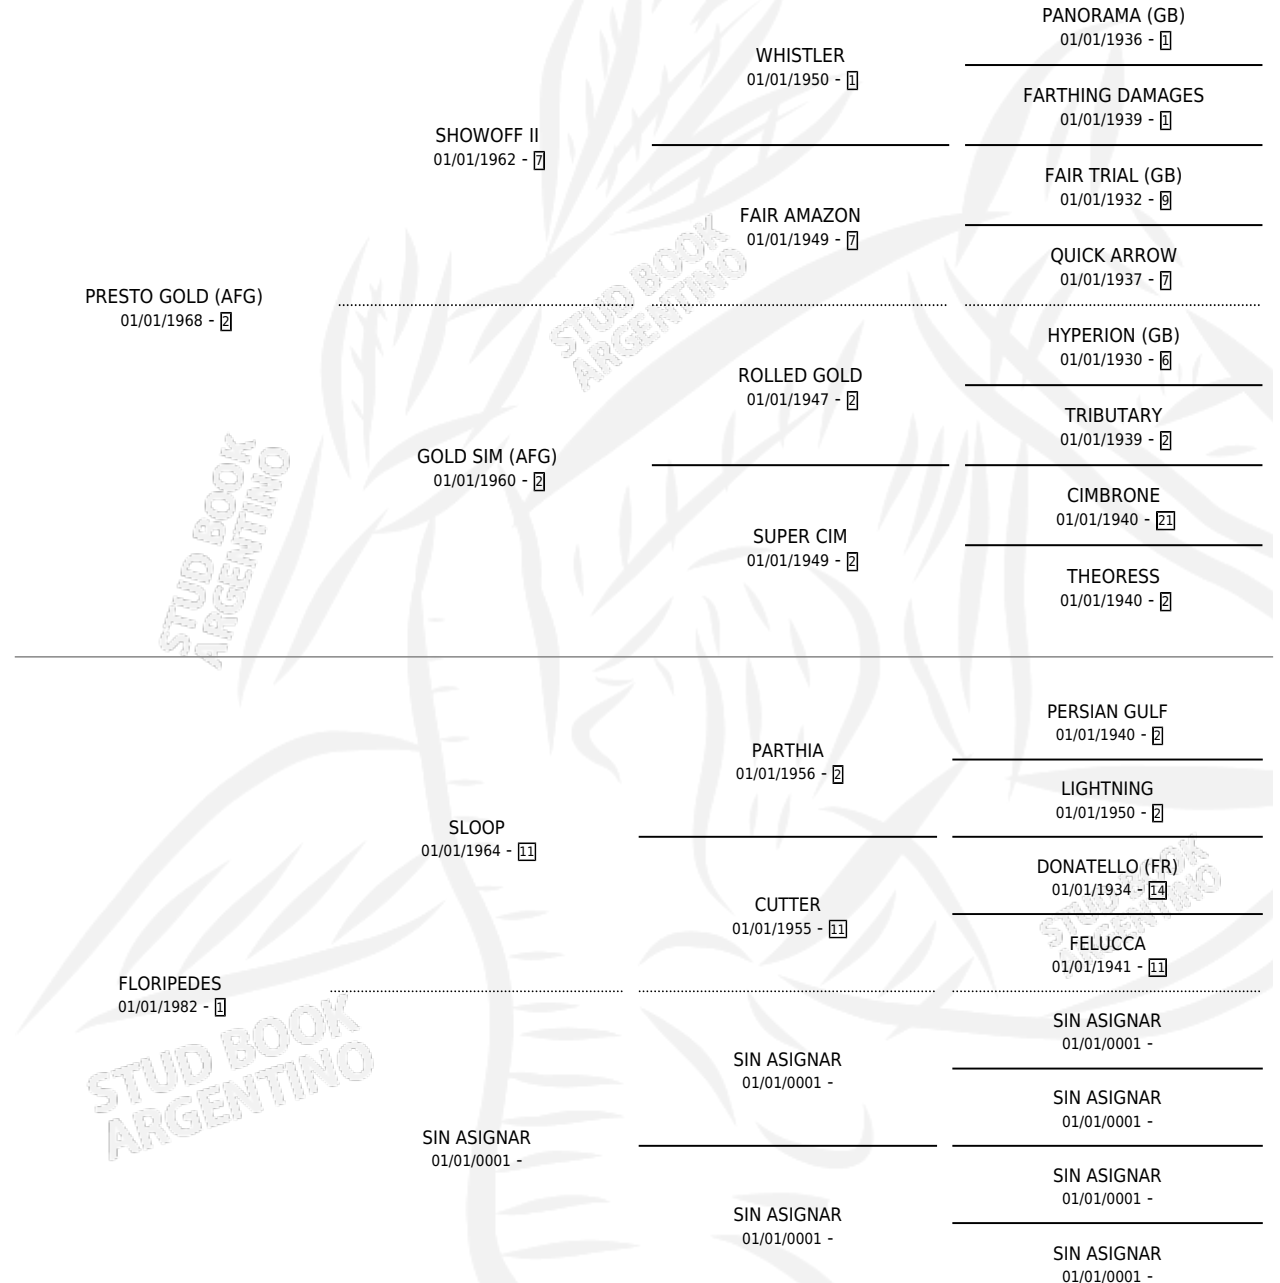 PANORAMA (GB)
01/01/1936 - 1
WHISTLER
01/01/1950 - 1
FARTHING DAMAGES
01/01/1939 - 1
SHOWOFF II
01/01/1962 - 7
FAIR TRIAL (GB)
01/01/1932 - 9
FAIR AMAZON
01/01/1949 - 7
QUICK ARROW
01/01/1937 - 7
PRESTO GOLD (AFG)
01/01/1968 - 2
HYPERION (GB)
01/01/1930 - 6
ROLLED GOLD
01/01/1947 - 2
TRIBUTARY
01/01/1939 - 2
GOLD SIM (AFG)
01/01/1960 - 2
CIMBRONE
01/01/1940 - 21
SUPER CIM
01/01/1949 - 2
THEORESS
01/01/1940 - 2
PERSIAN GULF
01/01/1940 - 2
PARTHIA
01/01/1956 - 2
LIGHTNING
01/01/1950 - 2
SLOOP
01/01/1964 - 11
DONATELLO (FR)
01/01/1934 - 14
CUTTER
01/01/1955 - 11
FELUCCA
01/01/1941 - 11
FLORIPEDES
01/01/1982 - 1
SIN ASIGNAR
01/01/0001 -
SIN ASIGNAR
01/01/0001 -
SIN ASIGNAR
01/01/0001 -
SIN ASIGNAR
01/01/0001 -
SIN ASIGNAR
01/01/0001 -
SIN ASIGNAR
01/01/0001 -
SIN ASIGNAR
01/01/0001 -
STUD BOOK
ARGENTINO
STUD BOOK
ARGENTINO
STUD BOOK
ARGENTINO
STUD BOOK
ARGENTINO